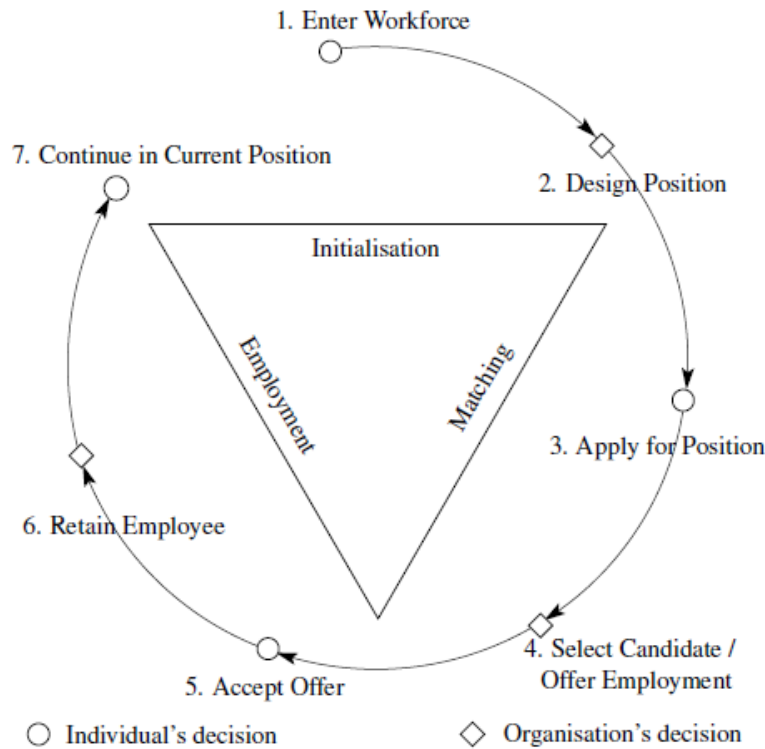 1. Enter Workforce
7. Continue in Current Position
2. Design Position
Initialisation
Employment
Matching
3. Apply for Position
6. Retain Employee
4. Select Candidate /
Offer Employment
5. Accept Offer
Individual's decision
Organisation's decision